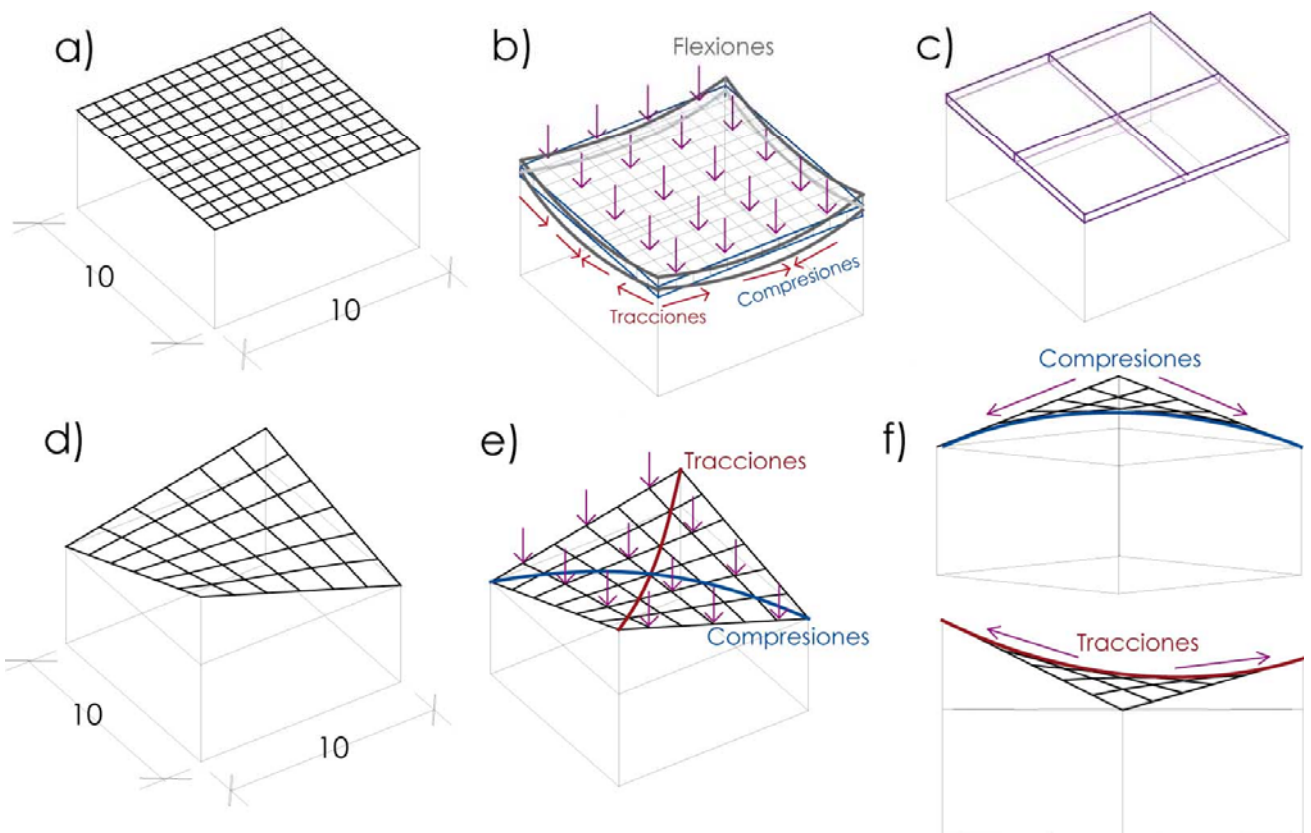 a)
10
10
b)
Flexiones
Tracciones
Compresiones
c)
d)
10
10
e)
Tracciones
Compresiones
f)
Compresiones
Tracciones